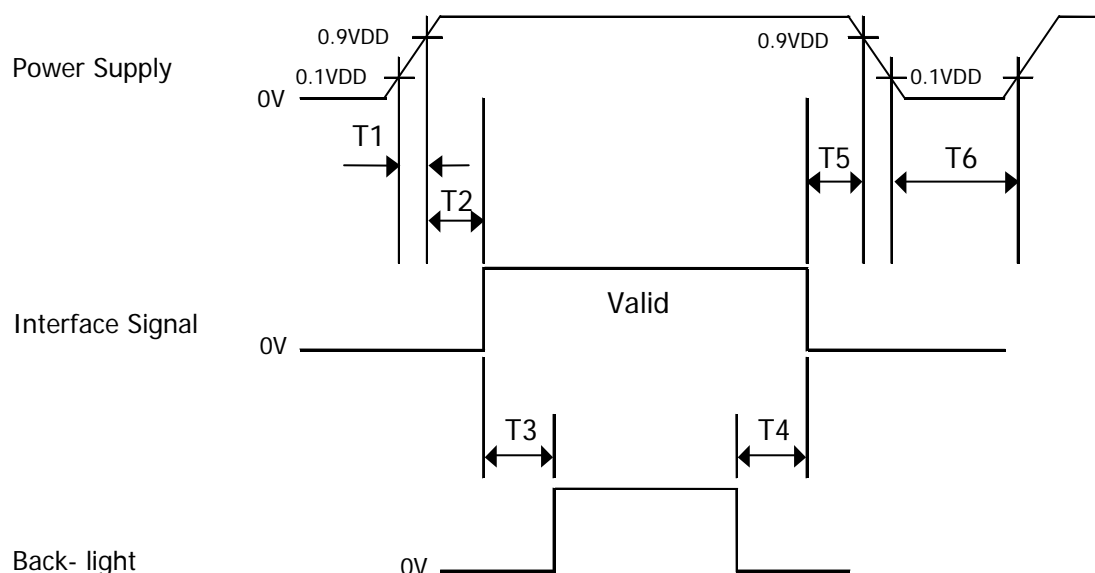 0.9VDD
0.9VDD
Power Supply
0.1VDD
0.1VDD
0V
T1
T5
T6
T2
Valid
Interface Signal
0V
T3
T4
Back- light
0V